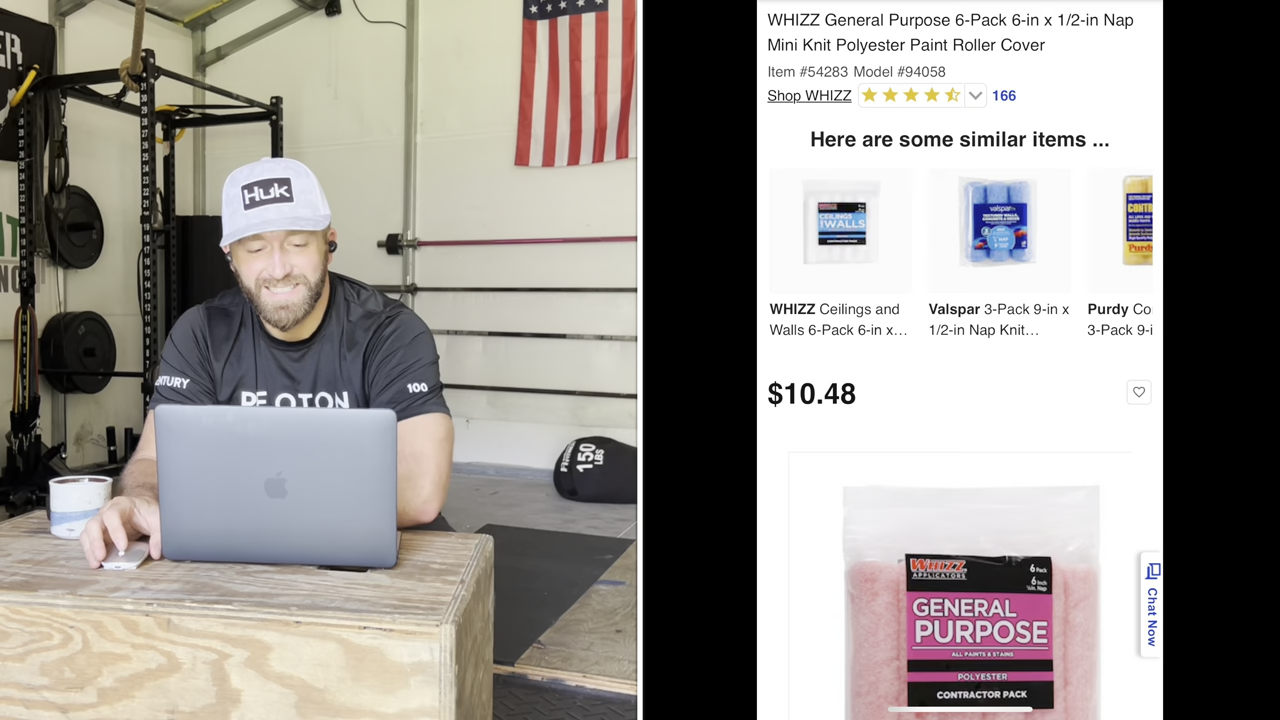 Huk
ENTURY
100
PELOTON
150
LBS
WHIZZ General Purpose 6-Pack 6-in x 1/2-in Nap
Mini Knit Polyester Paint Roller Cover
Item #54283 Model #94058
Shop WHIZZ
166
Here are some similar items ...
CEILINGS
WALLS
CONTRACTOR PACK
valspar
WHIZZ Ceilings and
Walls 6-Pack 6-in x...
Valspar 3-Pack 9-in x
1/2-in Nap Knit...
Purdy Co
3-Pack 9-i
$10.48
WHIZZ
APPLICATORS
6 Pack
6 Inch
GENERAL
PURPOSE
ALL PAINTS & STAINS
POLYESTER
CONTRACTOR PACK
Chat Now